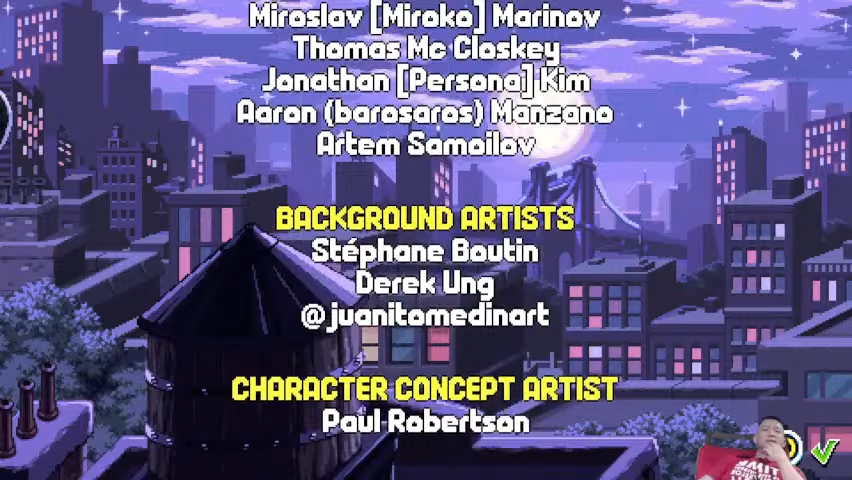 Miroslav [Miroko] Marinov
Thomas Mc Closkey
Jonathan [Persona] Kim
Aaron (barosaros) Manzano
Artem Samoilov
BACKGROUND ARTISTS
Stéphane Boutin
Derek Ung
@juanitomedinart
CHARACTER CONCEPT ARTIST
Paul Robertson